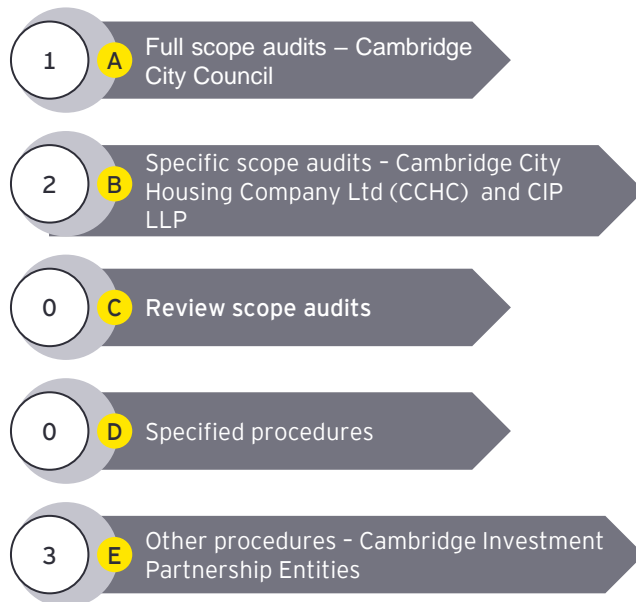 1 A Full scope audits – Cambridge
City Council
2 B Specific scope audits – Cambridge City
Housing Company Ltd (CCHC) and CIP
LLP
0 C Review scope audits
0 D Specified procedures
3 E Other procedures – Cambridge Investment
Partnership Entities